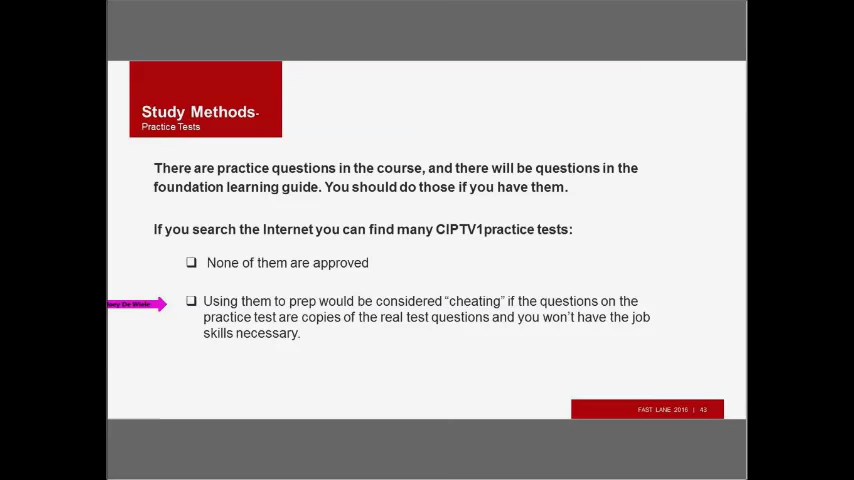 Study Methods-
Practice Tests
There are practice questions in the course, and there will be questions in the
foundation learning guide. You should do those if you have them.
If you search the Internet you can find many CIPTV1practice tests:
None of them are approved
Using them to prep would be considered “cheating” if the questions on the
practice test are copies of the real test questions and you won’t have the job
skills necessary.
De
FAST LANE 2016 | 43